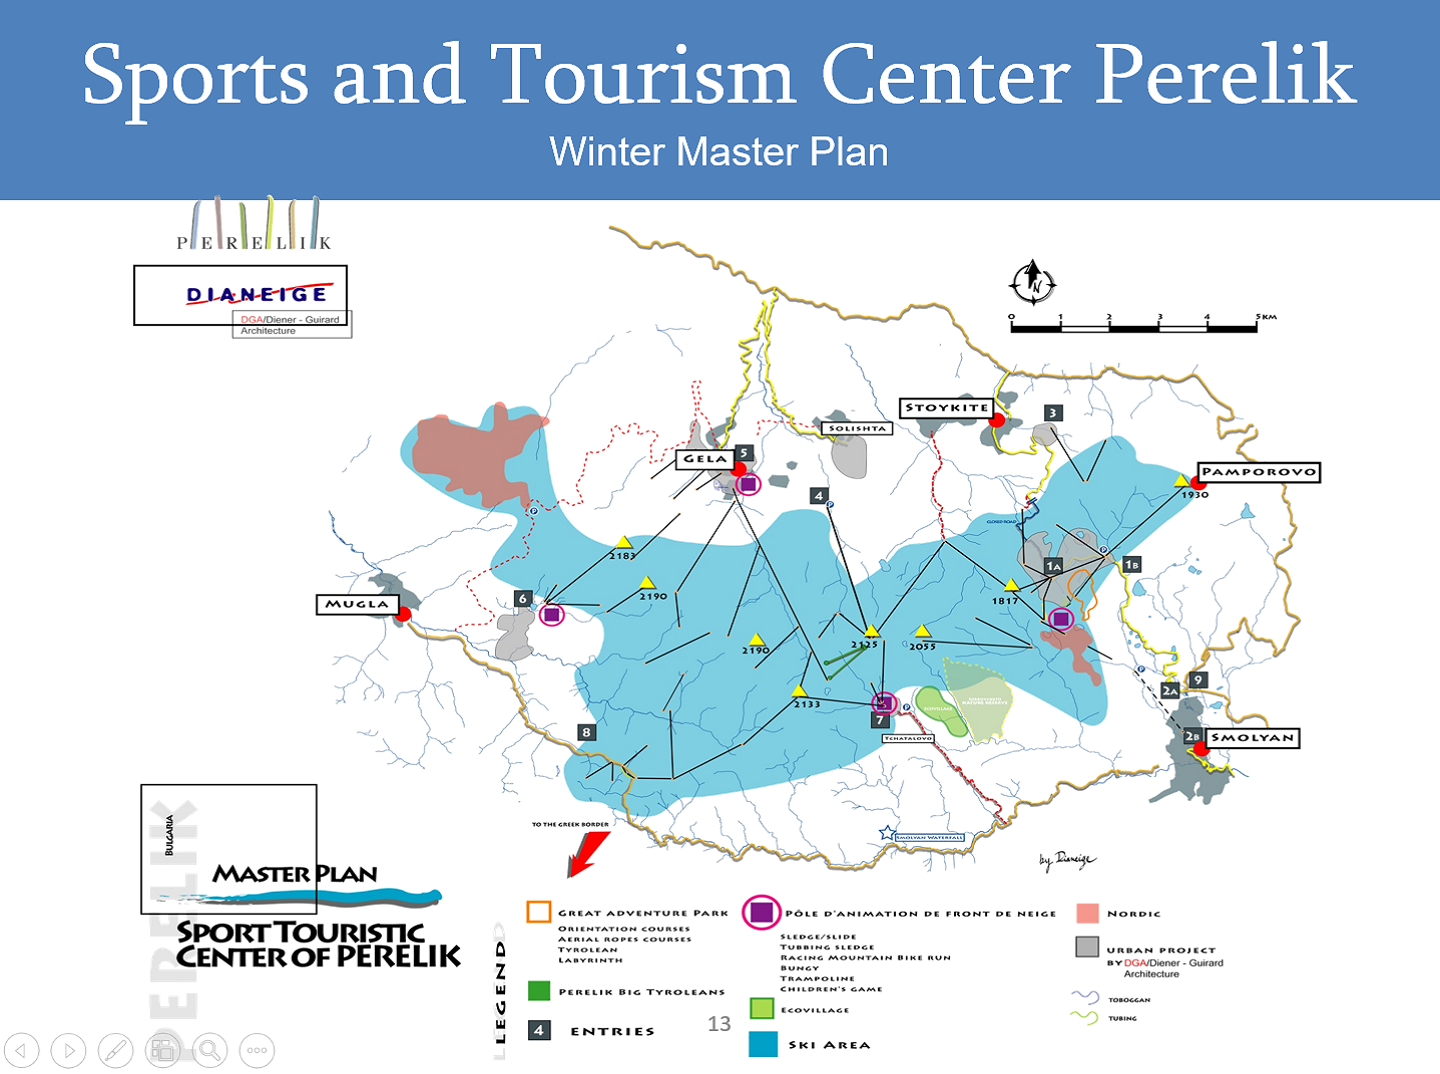 Sports and Tourism Center Perelik
Winter Master Plan
PERELIK
DIANEIGE
DGA/Diener - Guirard
Architecture
N
0 1 2 3 4 5 KM
STOYKITE
3
SOLISHTA
GELA
5
PAMPOROVO
1930
4
P
CLOSED ROAD
P
2183
P
1A
1B
2190
1817
6
MUGLA
2190
2125
2055
P
2A
9
2133
ECOVILLAGE
NATURE RESERVE
P
7
8
2B
SMOLYAN
TCHATALOVO
TO THE GREEK BORDER
SMOLYAN WATERFALL
by Dianeige
BULGARIA
PERELIK
MASTER PLAN
SPORT TOURISTIC
CENTER OF PERELIK
LEGEND
GREAT ADVENTURE PARK
ORIENTATION COURSES
AERIAL ROPES COURSES
TYROLEAN
LABYRINTH
PERELIK BIG TYROLEANS
4 ENTRIES
PÔLE D'ANIMATION DE FRONT DE NEIGE
SLEDGE/SLIDE
TUBBING SLEDGE
RACING MOUNTAIN BIKE RUN
BUNGY
TRAMPOLINE
CHILDREN'S GAME
ECOVILLAGE
SKI AREA
NORDIC
URBAN PROJECT
BY DGA/Diener - Guirard
Architecture
TOBOGGAN
TUBING
13